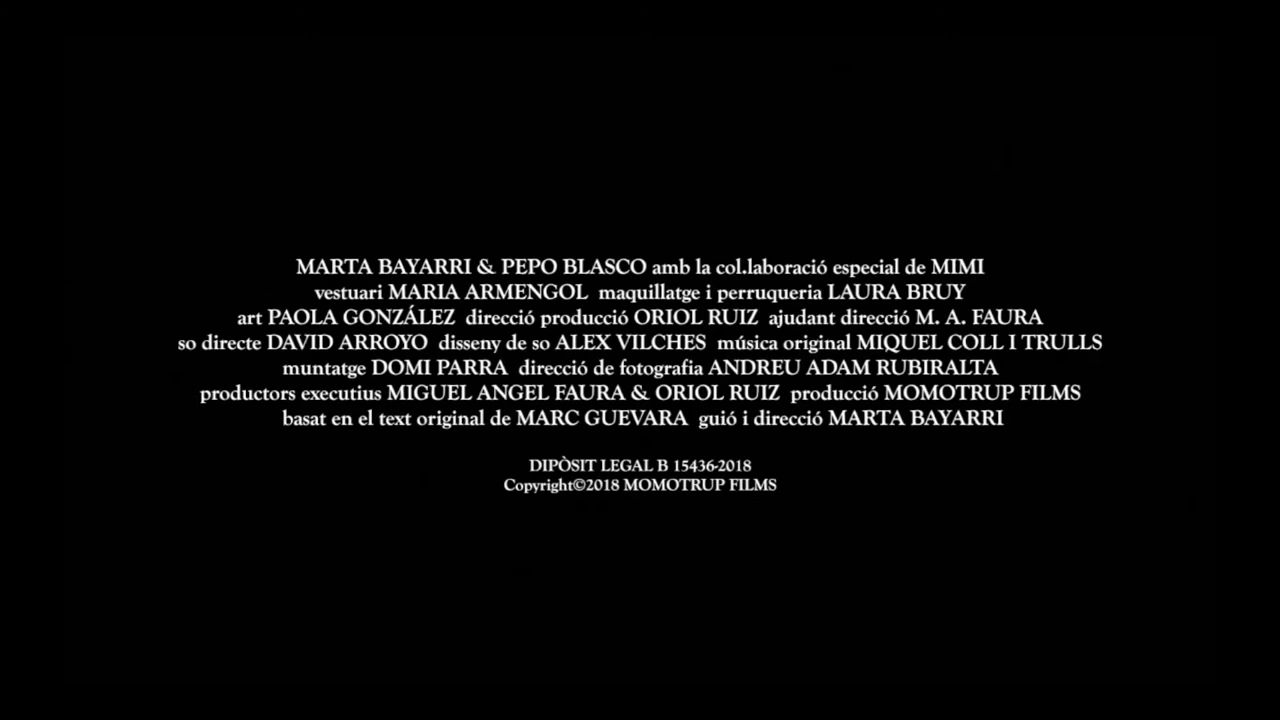 MARTA BAYARRI & PEPO BLASCO amb la col.laboració especial de MIMI
vestuari MARIA ARMENGOL maquillatge i perruqueria LAURA BRUY
art PAOLA GONZÁLEZ direcció producció ORIOL RUIZ ajudant direcció M. A. FAURA
so directe DAVID ARROYO disseny de so ALEX VILCHES música original MIQUEL COLL I TRULLS
muntatge DOMI PARRA direcció de fotografia ANDREU ADAM RUBIRALTA
productors executius MIGUEL ANGEL FAURA & ORIOL RUIZ producció MOMOTRUP FILMS
basat en el text original de MARC GUEVARA guió i direcció MARTA BAYARRI
DIPÒSIT LEGAL B 15436-2018
Copyright©2018 MOMOTRUP FILMS